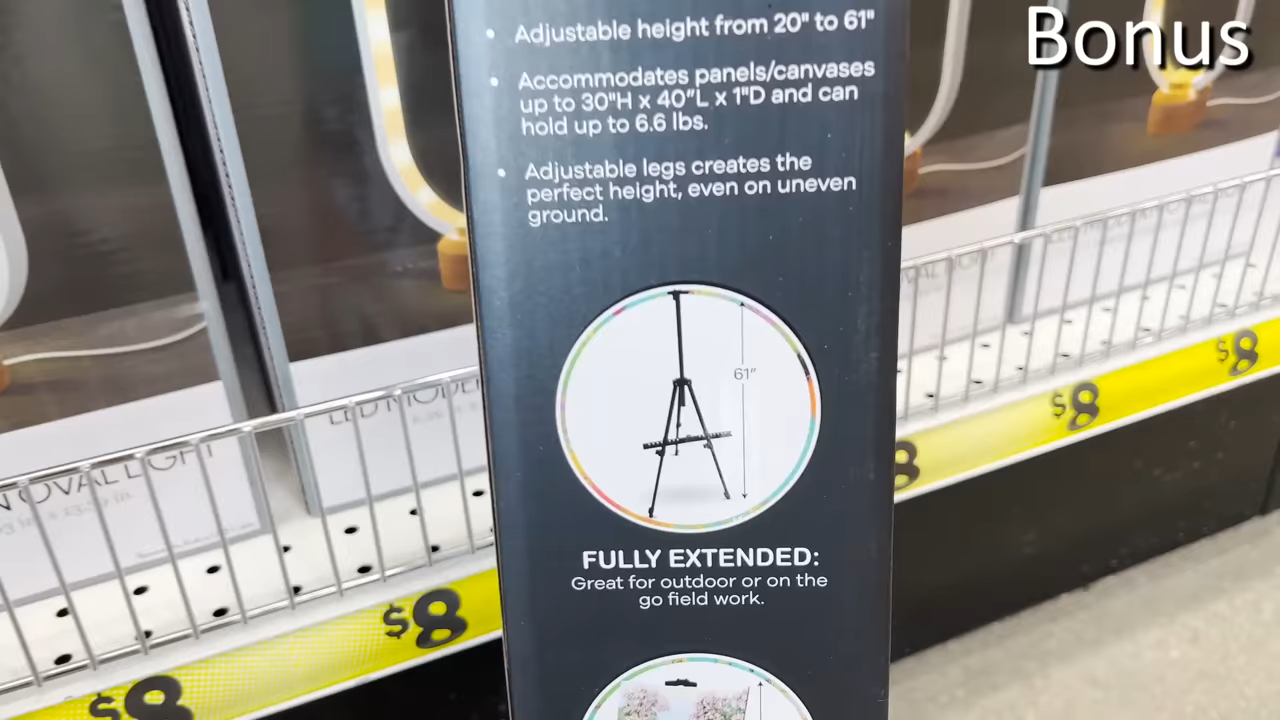 Bonus
• Adjustable height from 20" to 61"
• Accommodates panels/canvases
up to 30"H x 40"L x 1"D and can
hold up to 6.6 lbs.
• Adjustable legs creates the
perfect height, even on uneven
ground.
61"
FULLY EXTENDED:
Great for outdoor or on the
go field work.
OVAL LIGHT
$8
$8
$8
$8
8